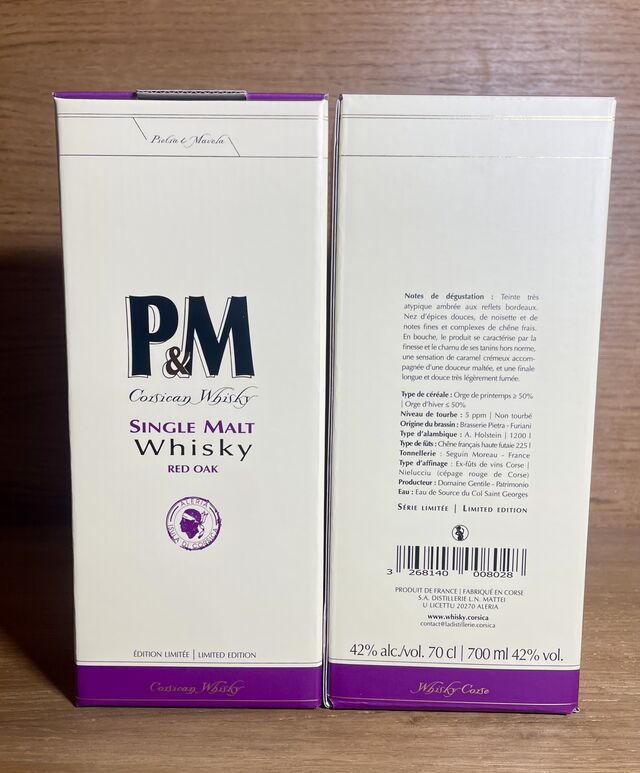 Pietra & Mavela
P&M
Corsican Whisky
SINGLE MALT
Whisky
RED OAK
ALERIA
ISULA DI CORSICA
ÉDITION LIMITÉE | LIMITED EDITION
Corsican Whisky
Notes de dégustation : Teinte très
atypique ambrée aux reflets bordeaux.
Nez d'épices douces, de noisette et de
notes fines et complexes de chêne frais.
En bouche, le produit se caractérise par la
finesse et le charnu de ses tanins hors norme,
une sensation de caramel crémeux accom-
pagnée d'une douceur maltée, et une finale
longue et douce très légèrement fumée.
Type de céréale : Orge de printemps ≥ 50%
| Orge d'hiver ≤ 50%
Niveau de tourbe : 5 ppm | Non tourbé
Origine du brassin : Brasserie Pietra - Furiani
Type d'alambique : A. Holstein | 1200 l
Type de fûts : Chêne français haute futaie 225 l
Tonnellerie : Seguin Moreau - France
Type d'affinage : Ex-fûts de vins Corse |
Nielucciu (cépage rouge de Corse)
Producteur : Domaine Gentile - Patrimonio
Eau : Eau de Source du Col Saint Georges
SÉRIE LIMITÉE | LIMITED EDITION
3 268140 008028
PRODUIT DE FRANCE | FABRIQUÉ EN CORSE
S.A. DISTILLERIE L.N. MATTEI
U LICETTU 20270 ALERIA
www.whisky.corsica
contact@ladistillerie.corsica
42% alc./vol. 70 cl | 700 ml 42% vol.
Whisky Corse